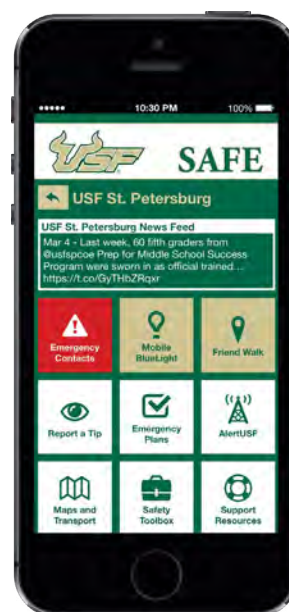 10:30 PM 100%
USF SAFE
USF St. Petersburg
USF St. Petersburg News Feed
Mar 4 - Last week, 60 fifth graders from
@usfspcoe Prep for Middle School Success
Program were sworn in as official trained...
https://t.co/GyTHbZRqxr
Emergency
Contacts
Mobile
BlueLight
Friend Walk
Report a Tip
Emergency
Plans
AlertUSF
Maps and
Transport
Safety
Toolbox
Support
Resources